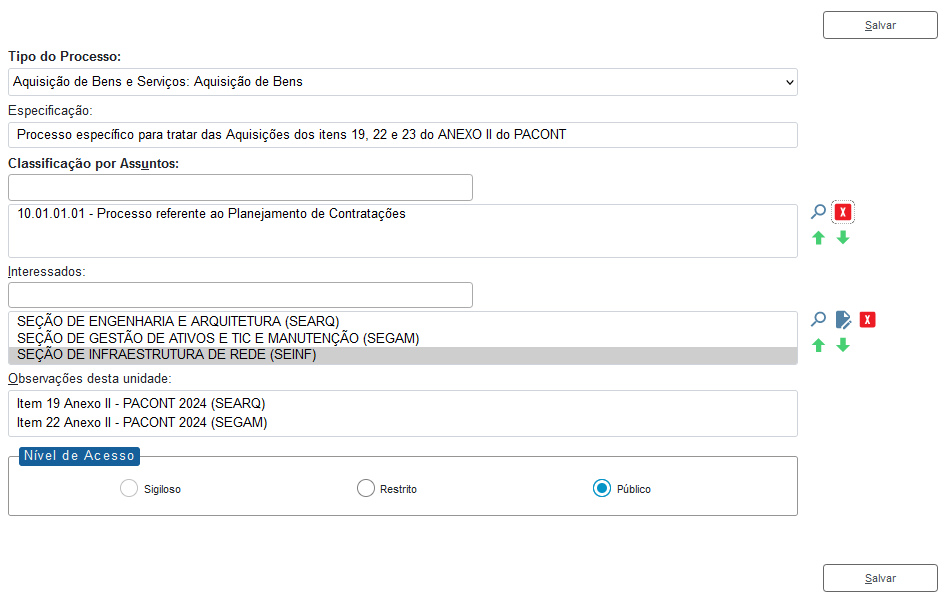 Salvar
Tipo do Processo:
Aquisição de Bens e Serviços: Aquisição de Bens
Especificação:
Processo específico para tratar das Aquisições dos itens 19, 22 e 23 do ANEXO II do PACONT
Classificação por Assuntos:
10.01.01.01 - Processo referente ao Planejamento de Contratações
Interessados:
SEÇÃO DE ENGENHARIA E ARQUITETURA (SEARQ)
SEÇÃO DE GESTÃO DE ATIVOS E TIC E MANUTENÇÃO (SEGAM)
SEÇÃO DE INFRAESTRUTURA DE REDE (SEINF)
Observações desta unidade:
Item 19 Anexo II - PACONT 2024 (SEARQ)
Item 22 Anexo II - PACONT 2024 (SEGAM)
Nível de Acesso
Sigiloso Restrito Público
Salvar